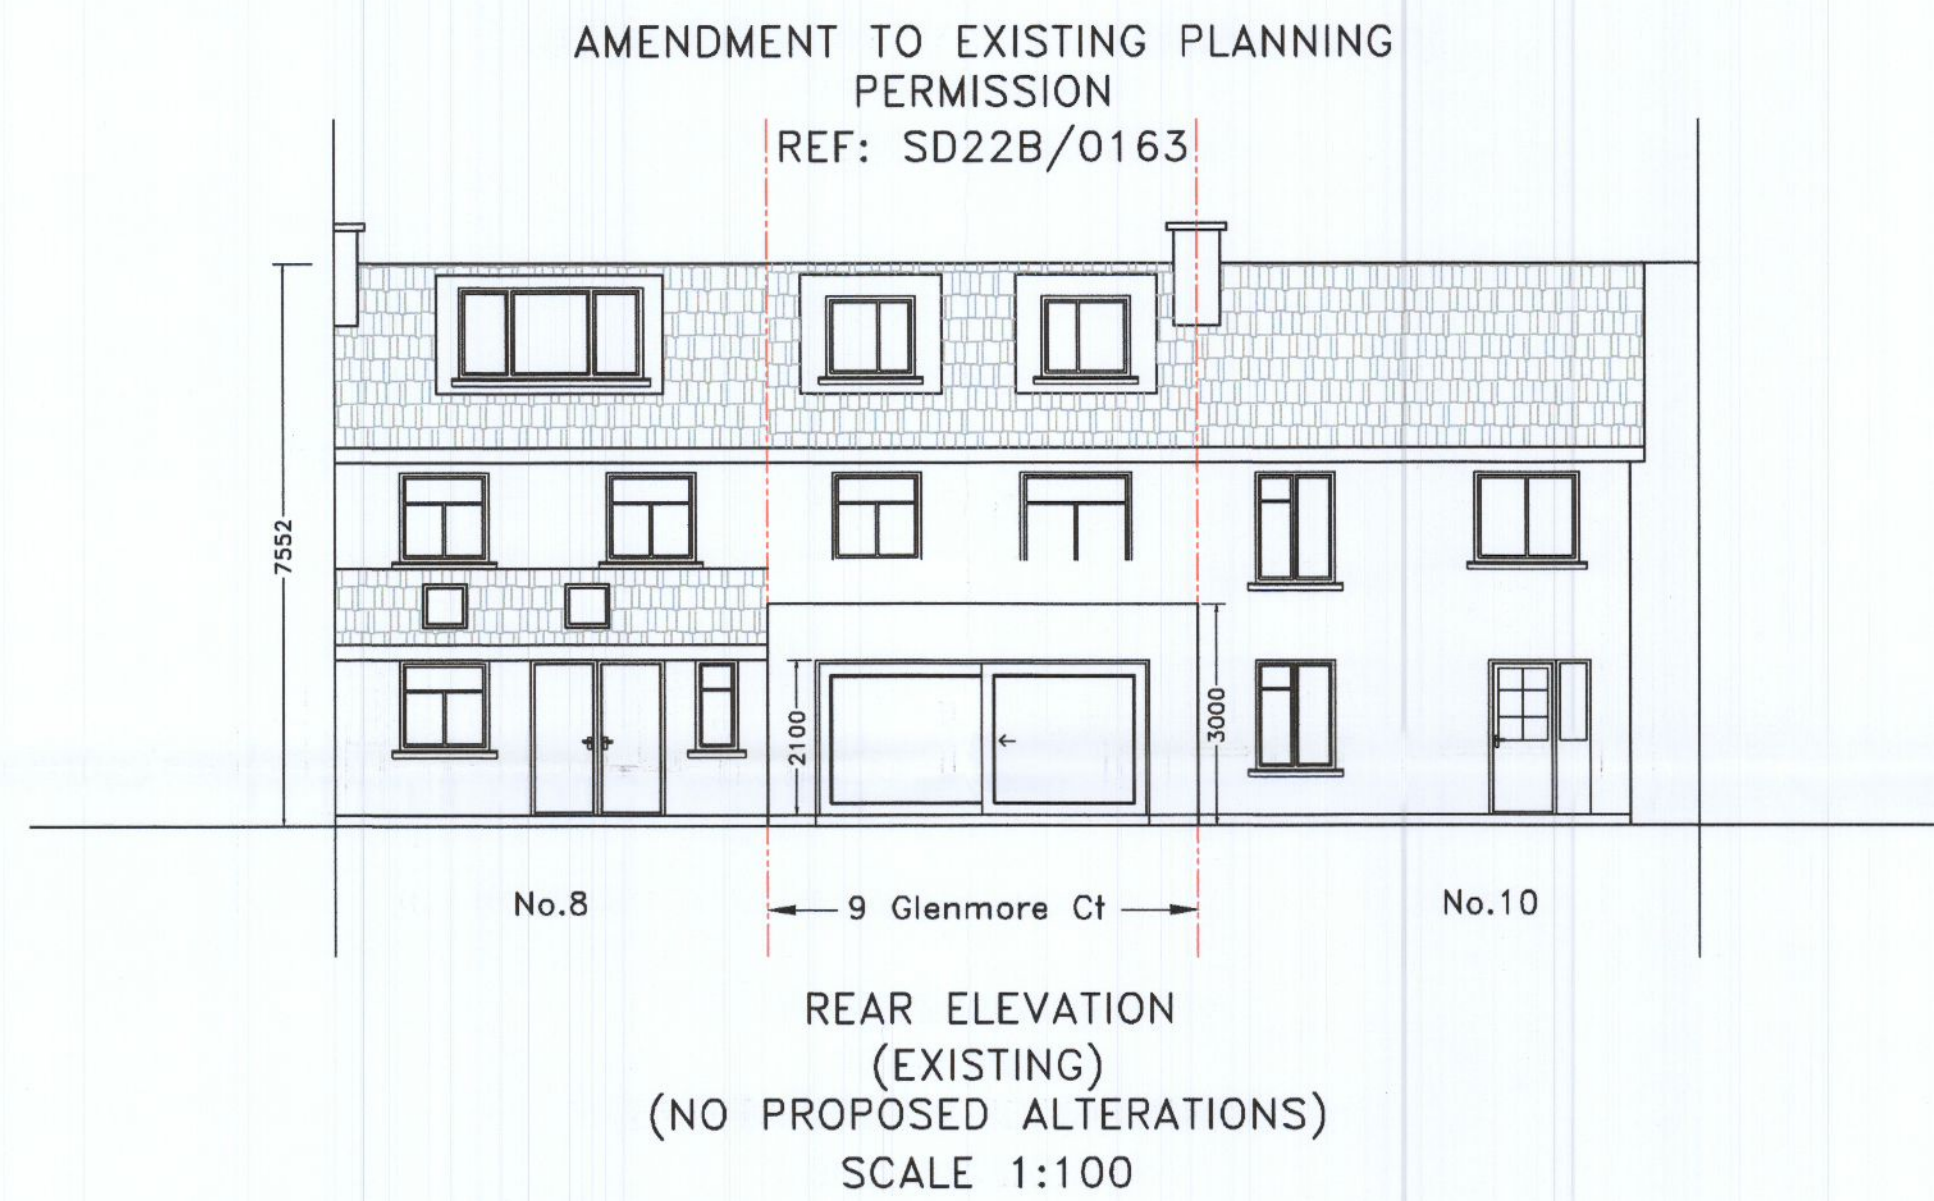 AMENDMENT TO EXISTING PLANNING
PERMISSION
REF: SD22B/0163
7552
2100
3000
No.8
9 Glenmore Ct
No.10
REAR ELEVATION
(EXISTING)
(NO PROPOSED ALTERATIONS)
SCALE 1:100